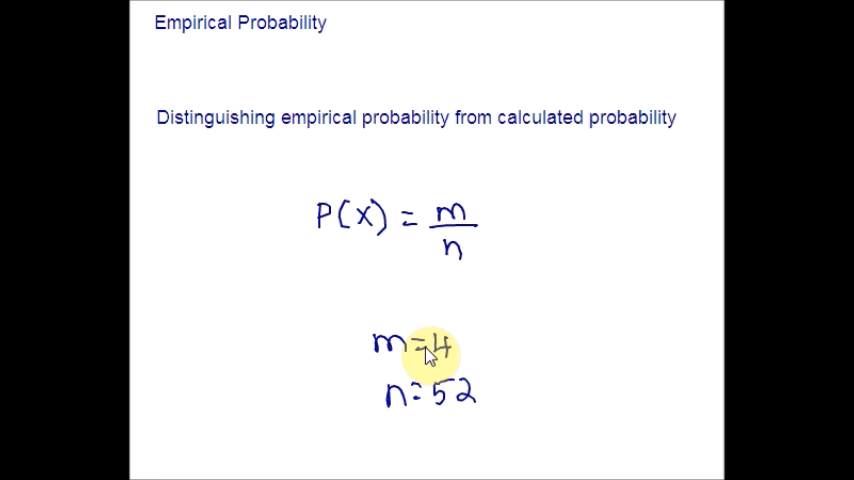 Empirical Probability
Distinguishing empirical probability from calculated probability
P(X) = m/n
m=4
n=52